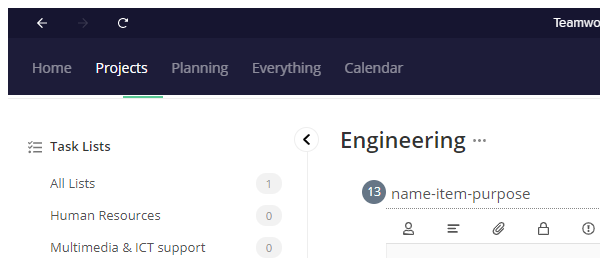 Teamwo
Home Projects Planning Everything Calendar
Task Lists
All Lists 1
Human Resources 0
Multimedia & ICT support 0
Engineering ...
13 name-item-purpose